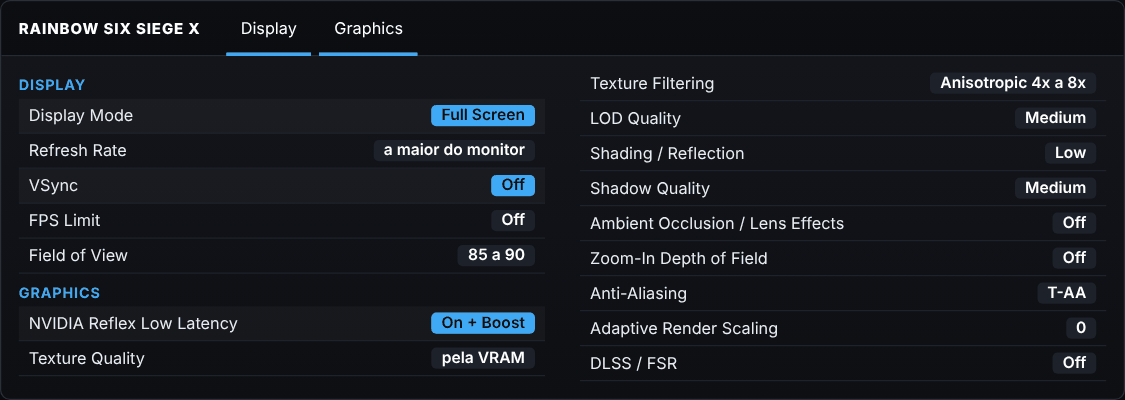 RAINBOW SIX SIEGE X Display Graphics
DISPLAY
Display Mode Full Screen
Refresh Rate a maior do monitor
VSync Off
FPS Limit Off
Field of View 85 a 90
GRAPHICS
NVIDIA Reflex Low Latency On + Boost
Texture Quality pela VRAM
Texture Filtering Anisotropic 4x a 8x
LOD Quality Medium
Shading / Reflection Low
Shadow Quality Medium
Ambient Occlusion / Lens Effects Off
Zoom-In Depth of Field Off
Anti-Aliasing T-AA
Adaptive Render Scaling 0
DLSS / FSR Off